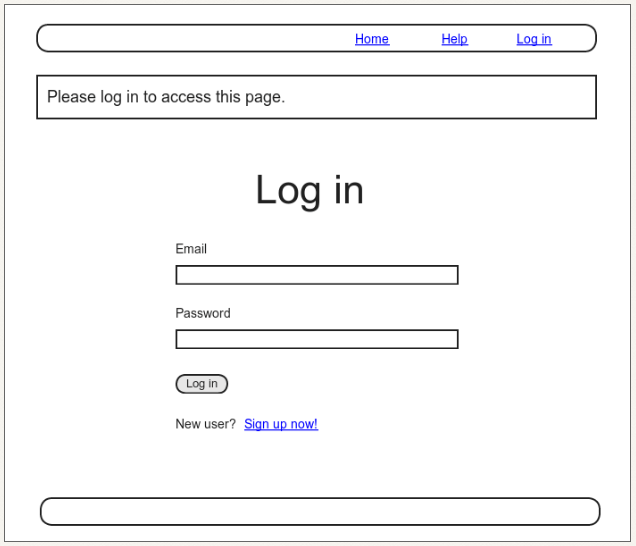 Home Help Log in
Please log in to access this page.
Log in
Email
Password
Log in
New user? Sign up now!